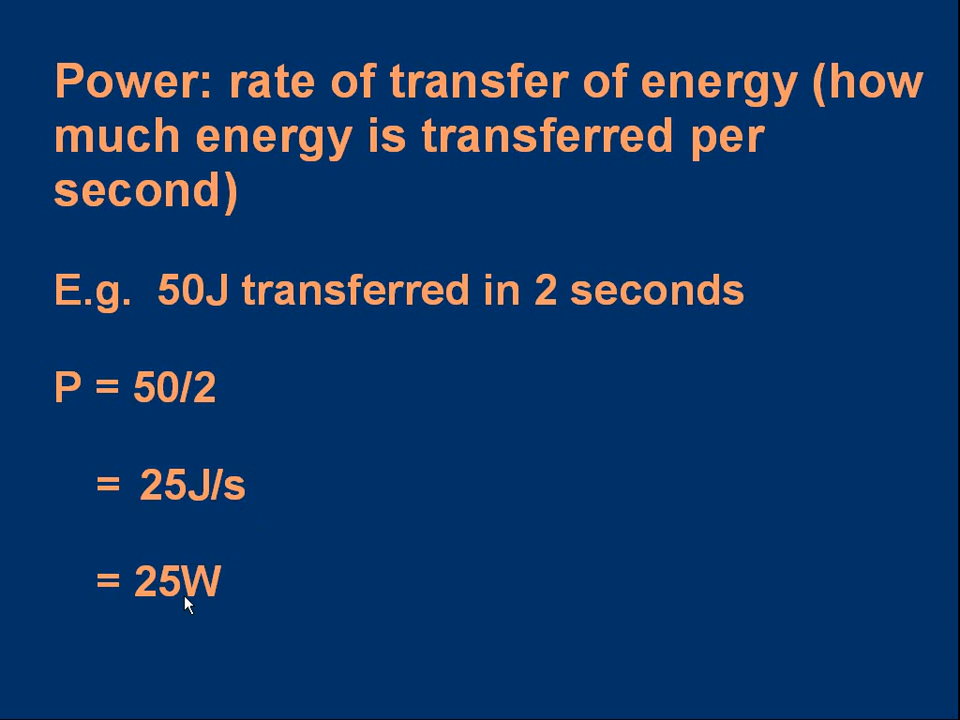 Power: rate of transfer of energy (how
much energy is transferred per
second)
E.g. 50J transferred in 2 seconds
P = 50/2
= 25J/s
= 25W